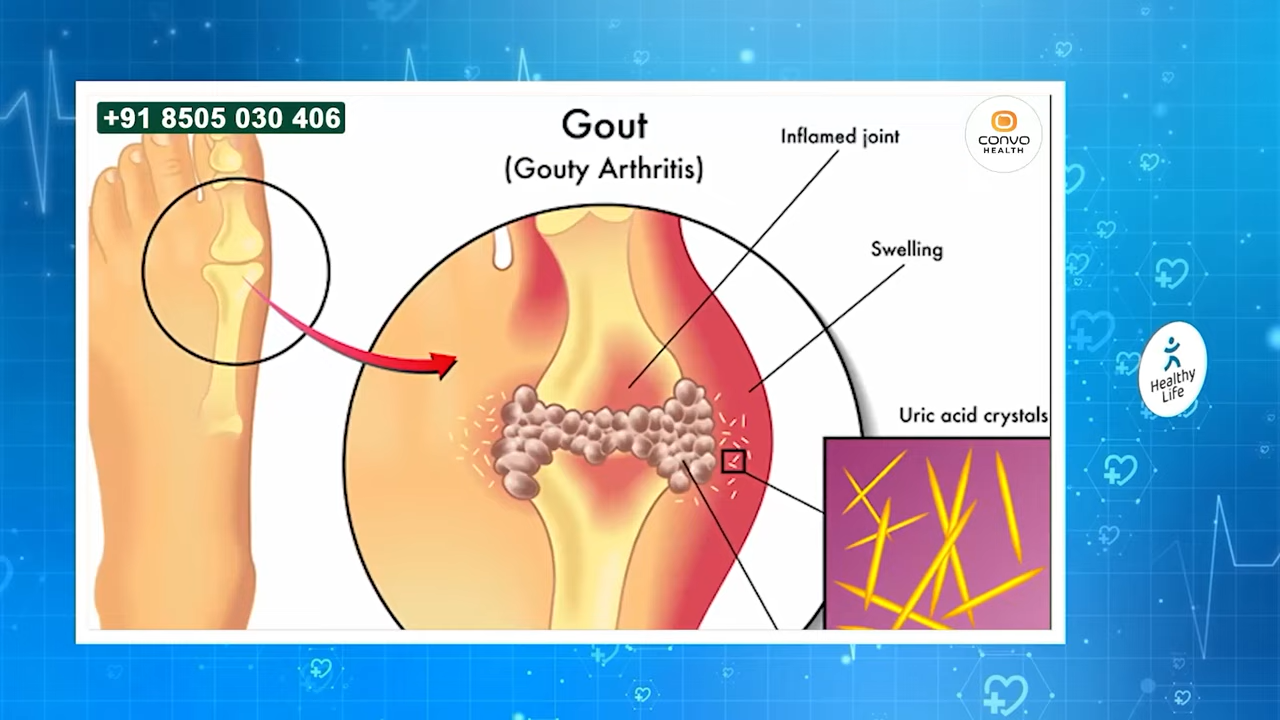 +91 8505 030 406
Gout
(Gouty Arthritis)
Inflamed joint
CONVO
HEALTH
Swelling
Healthy
Life
Uric acid crystals